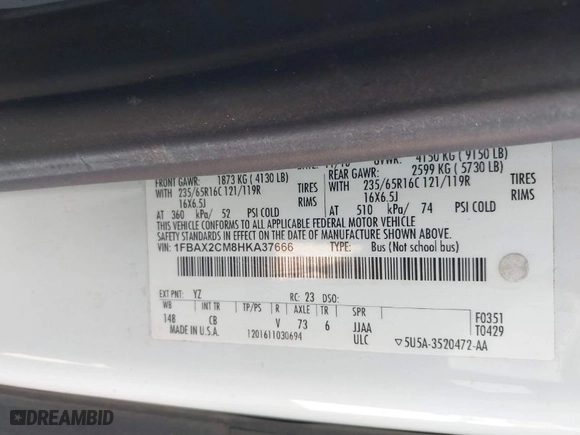 GVWR: 4150 KG ( 9150 LB)
FRONT GAWR: 1873 KG ( 4130 LB) REAR GAWR: 2599 KG ( 5730 LB)
WITH 235/65R16C 121/119R TIRES WITH 235/65R16C 121/119R TIRES
16X6.5J RIMS 16X6.5J RIMS
AT 360 kPa/ 52 PSI COLD AT 510 kPa/ 74 PSI COLD
THIS VEHICLE CONFORMS TO ALL APPLICABLE FEDERAL MOTOR VEHICLE
SAFETY STANDARDS IN EFFECT ON THE DATE OF MANUFACTURE SHOWN ABOVE.
VIN: 1FBAX2CM8HKA37666 TYPE: Bus (Not school bus)
EXT PNT: YZ RC: 23 DSO:
WB INT TR TP/PS R AXLE TR SPR F0351
148 CB V 73 6 JJAA T0429
MADE IN U.S.A. 1201611030694 ULC ▽5U5A-3520472-AA
DREAMBID